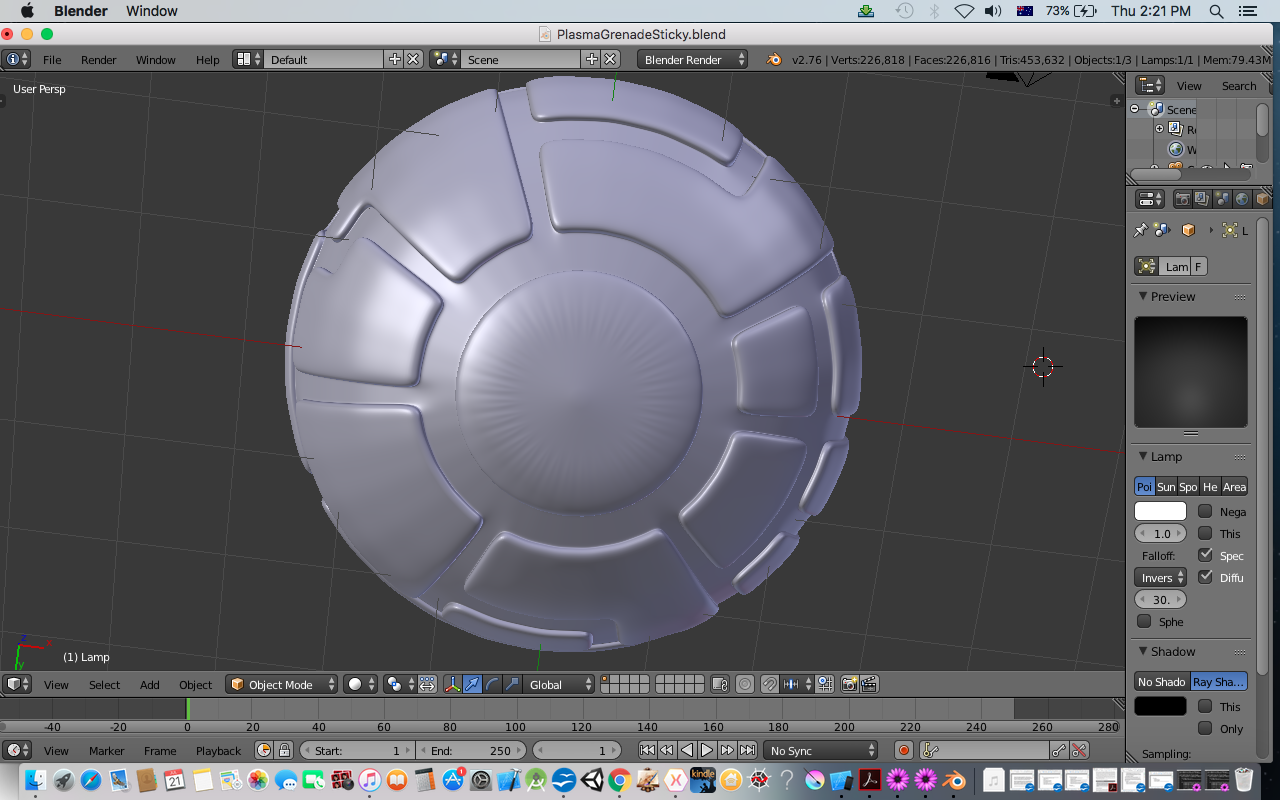 Blender Window 73% Thu 2:21 PM
PlasmaGrenadeSticky.blend
File Render Window Help Default Scene Blender Render v2.76 | Verts:226,818 | Faces:226,816 | Tris:453,632 | Objects:1/3 | Lamps:1/1 | Mem:79.43M
User Persp
View Search
Scene
R
W
L
Lam F
Preview
Lamp
Poi Sun Spo He Area
Nega
1.0 This
Falloff: Spec
Invers Diffu
30.
Sphe
Shadow
No Shado Ray Sha...
This
Only
Sampling:
(1) Lamp
View Select Add Object Object Mode Global
-40 -20 0 20 40 60 80 100 120 140 160 180 200 220 240 260 280
View Marker Frame Playback Start: 1 End: 250 1 No Sync
21
kindle